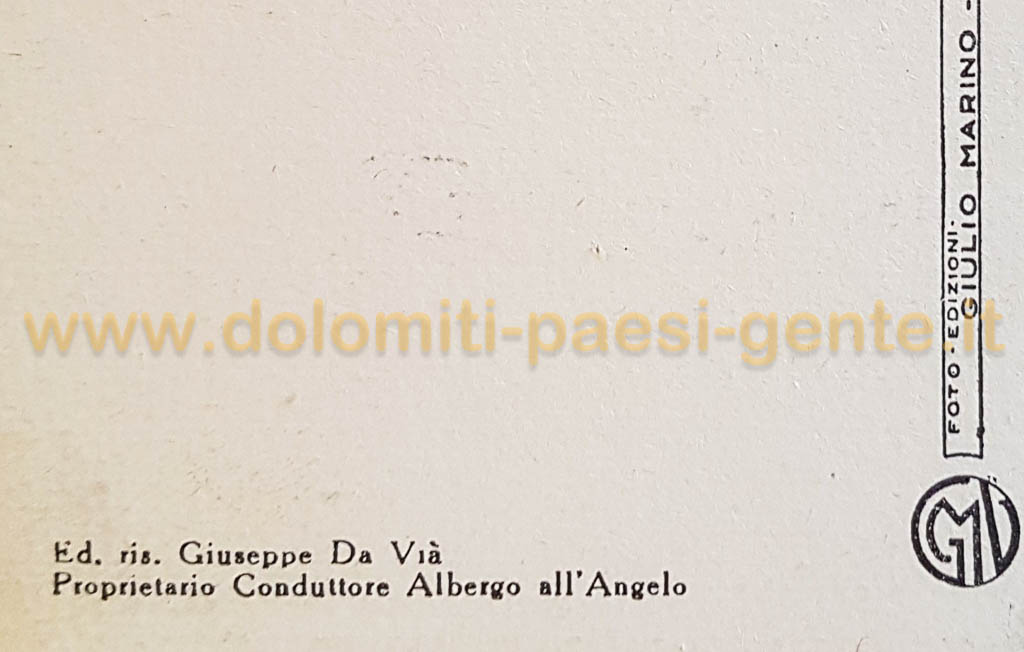 FOTO·EDIZIONI·
GIULIO MARINO -
www.dolomiti-paesi-gente.it
GM
Ed. ris. Giuseppe Da Vià
Proprietario Conduttore Albergo all'Angelo